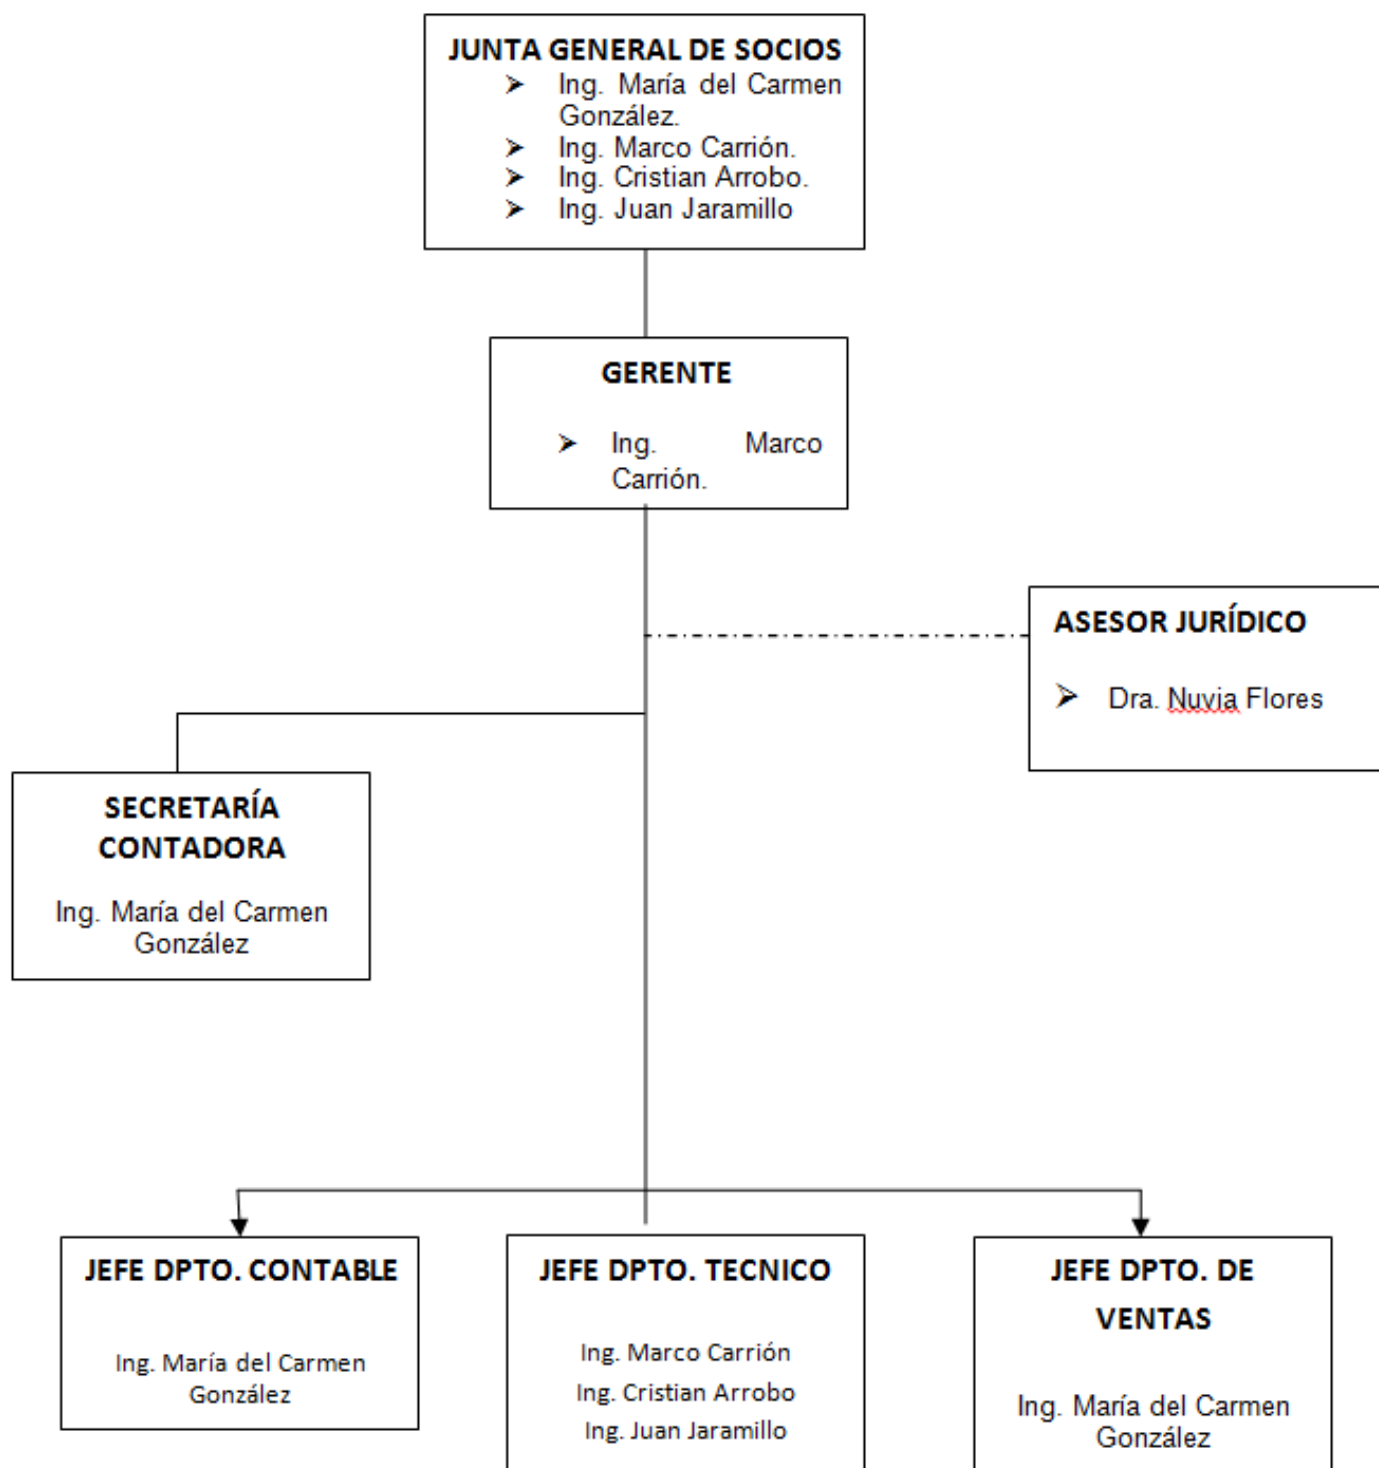 JUNTA GENERAL DE SOCIOS
➤ Ing. María del Carmen
González.
➤ Ing. Marco Carrión.
➤ Ing. Cristian Arrobo.
➤ Ing. Juan Jaramillo
GERENTE
➤ Ing. Marco
Carrión.
ASESOR JURÍDICO
➤ Dra. Nuvia Flores
SECRETARÍA
CONTADORA
Ing. María del Carmen
González
JEFE DPTO. CONTABLE
Ing. María del Carmen
González
JEFE DPTO. TECNICO
Ing. Marco Carrión
Ing. Cristian Arrobo
Ing. Juan Jaramillo
JEFE DPTO. DE
VENTAS
Ing. María del Carmen
González